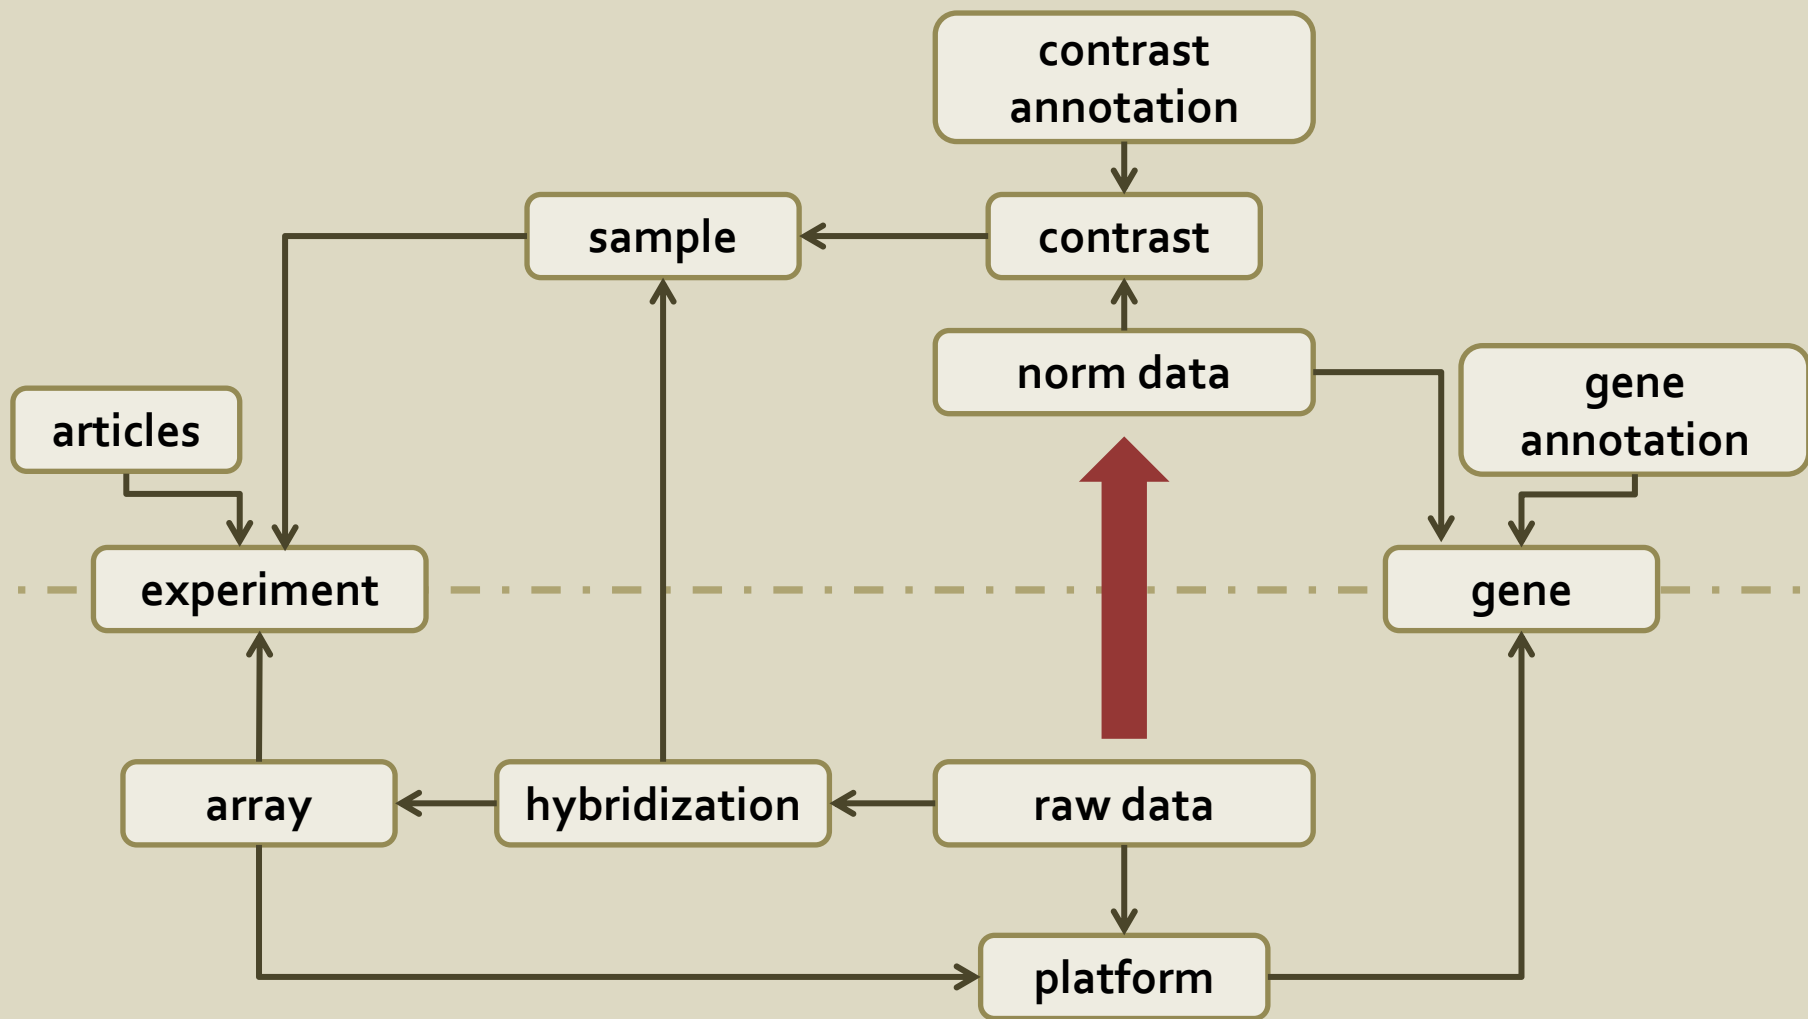 contrast
annotation
sample
contrast
norm data
gene
annotation
articles
experiment
gene
array
hybridization
raw data
platform